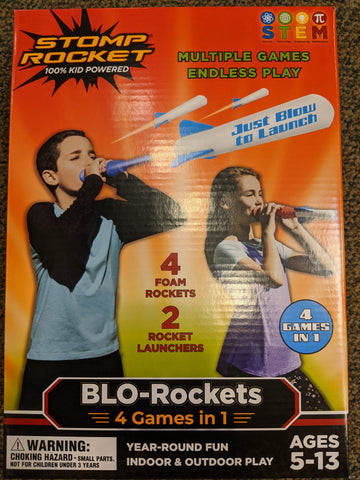 STOMP
ROCKET
100% KID POWERED
STEM
π
MULTIPLE GAMES
ENDLESS PLAY
Just Blow
to Launch
4
FOAM
ROCKETS
2
ROCKET
LAUNCHERS
4
GAMES
IN 1
BLO-Rockets
4 Games in 1
WARNING:
CHOKING HAZARD - SMALL PARTS.
NOT FOR CHILDREN UNDER 3 YEARS
YEAR-ROUND FUN
INDOOR & OUTDOOR PLAY
AGES
5-13